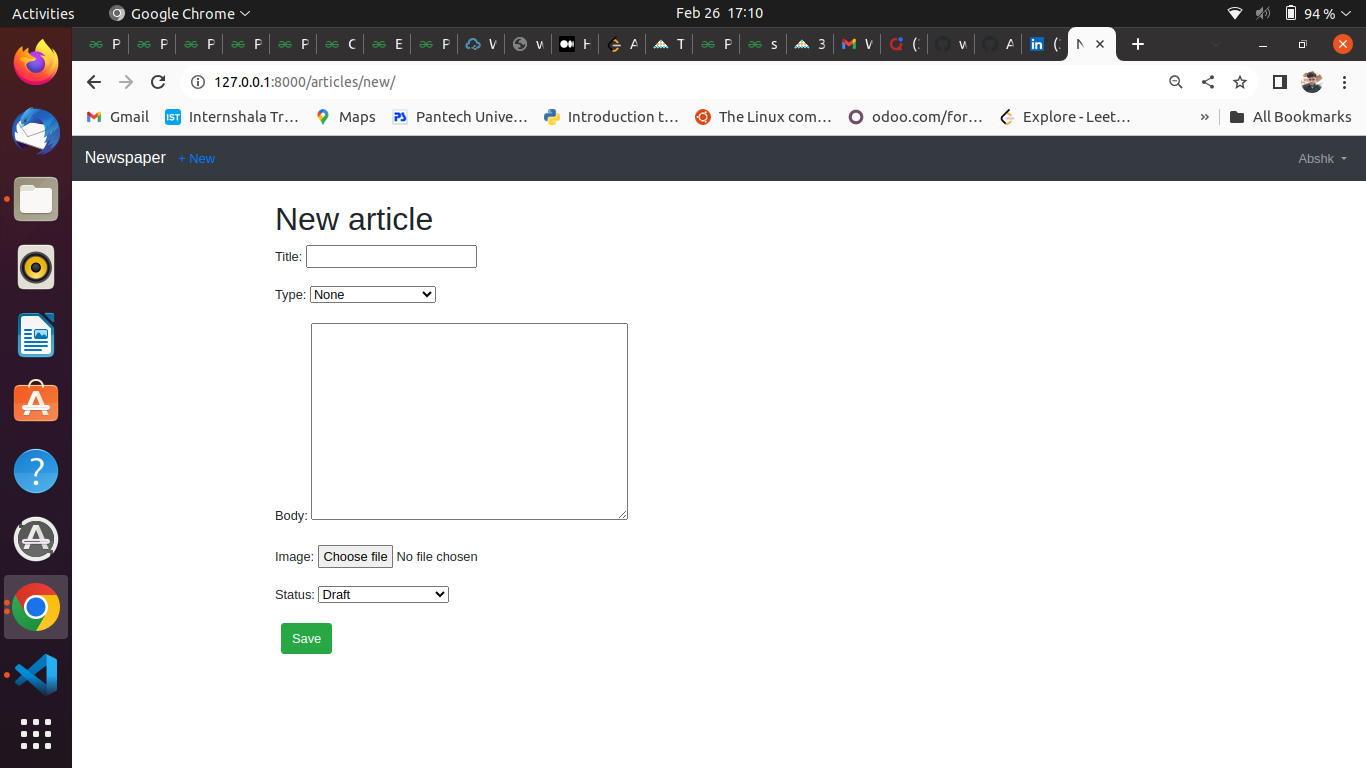 Activities Google Chrome Feb 26 17:10 94 %
P P P P P C E P W w H A T P s 3 W (: w A (:
127.0.0.1:8000/articles/new/
Gmail Internshala Tr… Maps Pantech Unive… Introduction t… The Linux com… odoo.com/for… Explore - Leet… » All Bookmarks
Newspaper + New Abshk
New article
Title:
Type: None
Body:
Image: Choose file No file chosen
Status: Draft
Save